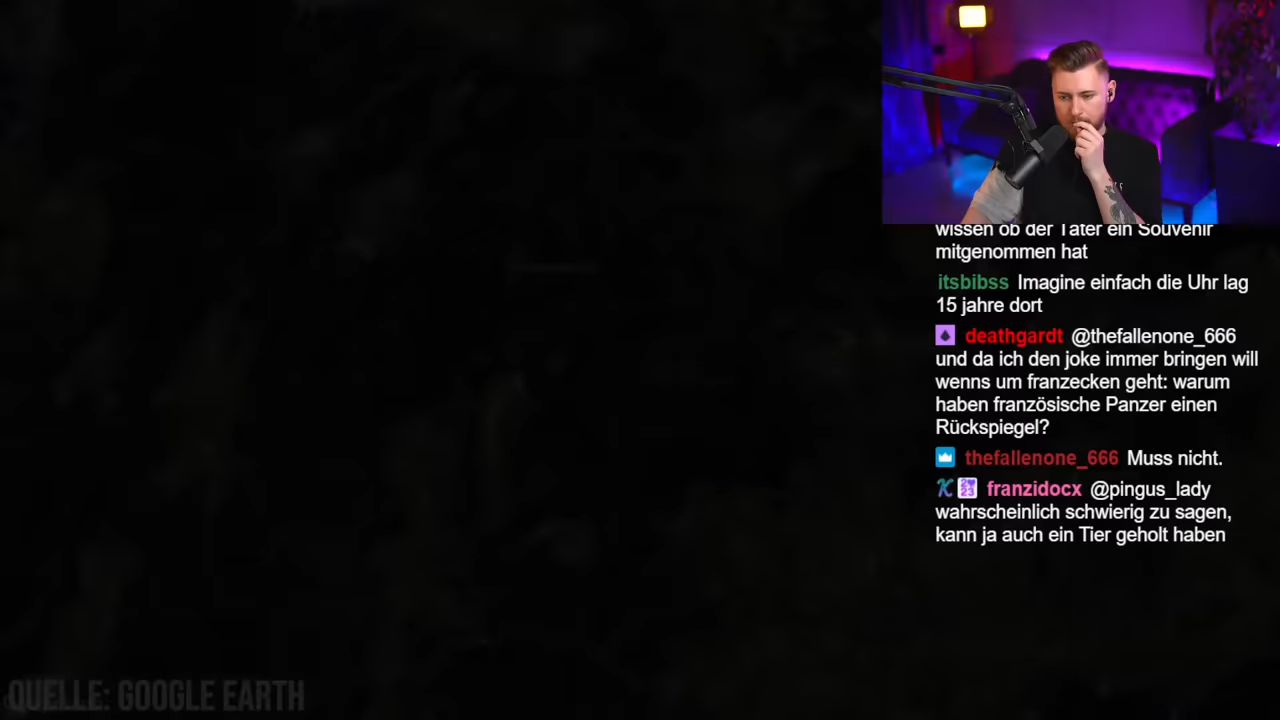 wissen ob der Täter ein Souvenir
mitgenommen hat
itsbibss Imagine einfach die Uhr lag
15 jahre dort
deathgardt @thefallenone_666
und da ich den joke immer bringen will
wenns um franzecken geht: warum
haben französische Panzer einen
Rückspiegel?
thefallenone_666 Muss nicht.
franzidocx @pingus_lady
wahrscheinlich schwierig zu sagen,
kann ja auch ein Tier geholt haben
QUELLE: GOOGLE EARTH